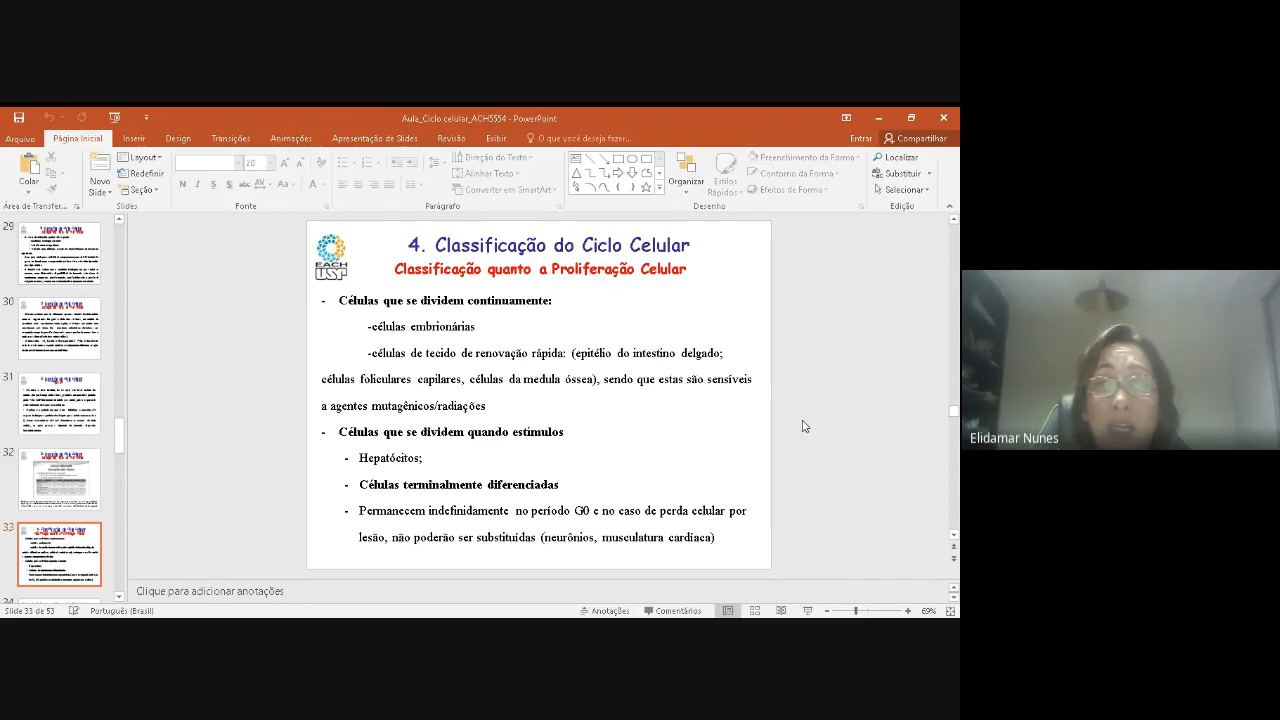 Aula_Ciclo celular_ACH5554 - PowerPoint
Arquivo Página Inicial Inserir Design Transições Animações Apresentação de Slides Revisão Exibir O que você deseja fazer... Entrar Compartilhar
Colar
Novo
Slide
Layout
Redefinir
Seção
20
N I S S abc AV Aa A
Direção do Texto
Alinhar Texto
Converter em SmartArt
Organizar
Estilos
Rápidos
Preenchimento da Forma
Contorno da Forma
Efeitos de Forma
Localizar
Substituir
Selecionar
Área de Transfer... Slides Fonte Parágrafo Desenho Edição
29
30
31
32
33
EACH
USP
4. Classificação do Ciclo Celular
Classificação quanto a Proliferação Celular
- Células que se dividem continuamente:
-células embrionárias
-células de tecido de renovação rápida: (epitélio do intestino delgado;
células foliculares capilares, células da medula óssea), sendo que estas são sensíveis
a agentes mutagênicos/radiações
- Células que se dividem quando estímulos
- Hepatócitos;
- Células terminalmente diferenciadas
- Permanecem indefinidamente no período G0 e no caso de perda celular por
lesão, não poderão ser substituídas (neurônios, musculatura cardíaca)
Clique para adicionar anotações
Slide 33 de 53 Português (Brasil) Anotações Comentários 69%
Elidamar Nunes